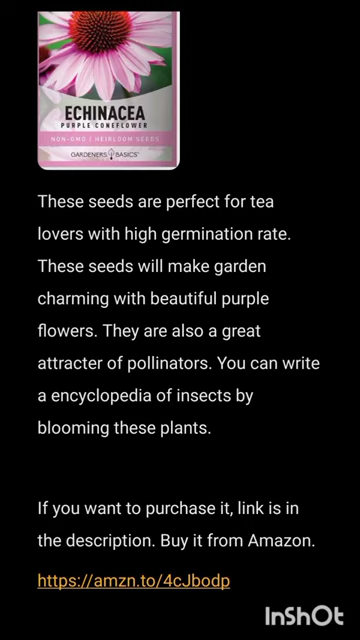 ECHINACEA
PURPLE CONEFLOWER
NON-GMO | HEIRLOOM SEEDS
GARDENERS BASICS
These seeds are perfect for tea
lovers with high germination rate.
These seeds will make garden
charming with beautiful purple
flowers. They are also a great
attracter of pollinators. You can write
a encyclopedia of insects by
blooming these plants.
If you want to purchase it, link is in
the description. Buy it from Amazon.
https://amzn.to/4cJbodp
InShOt